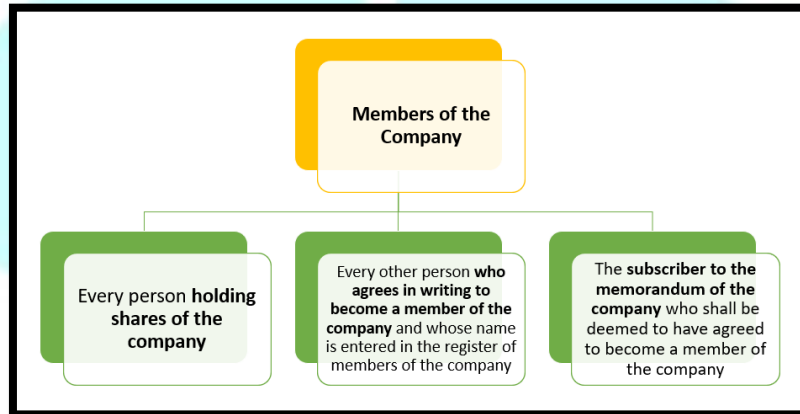 Members of the
Company
Every person holding
shares of the
company
Every other person who
agrees in writing to
become a member of the
company and whose name
is entered in the register of
members of the company
The subscriber to the
memorandum of the
company who shall be
deemed to have agreed
to become a member of
the company